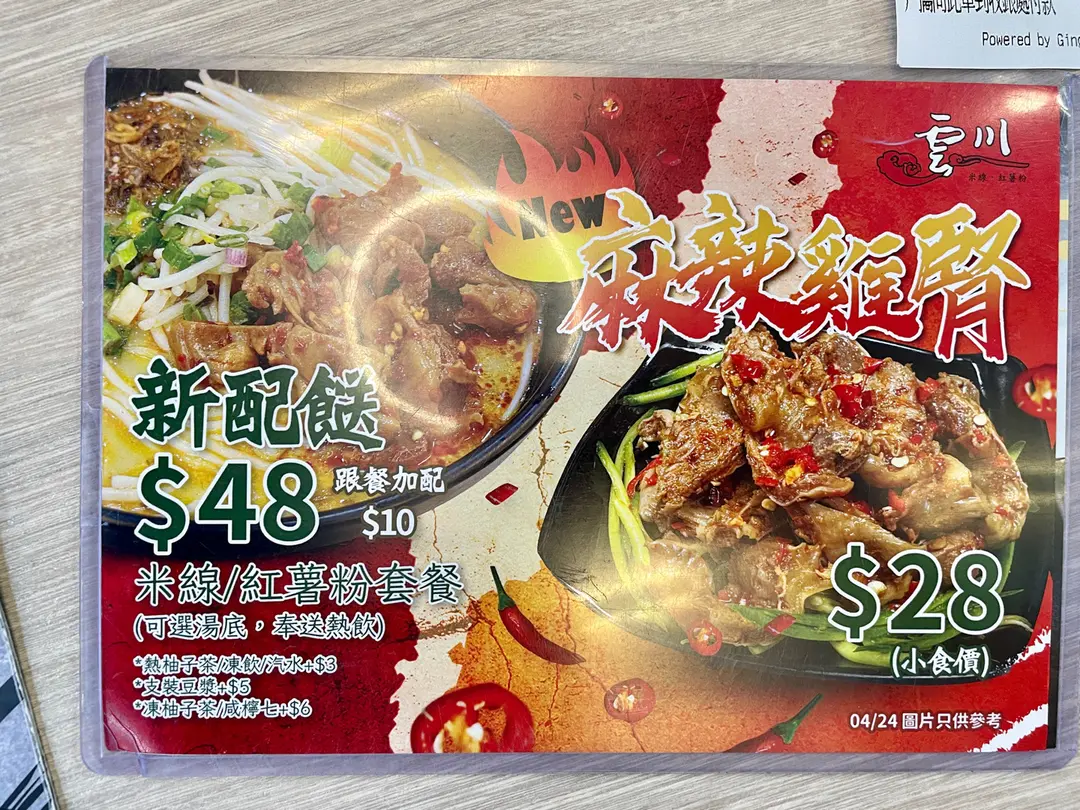 Powered by
雲川
米線 紅薯粉
New
麻辣雞腎
新配餸
$48
跟餐加配
$10
米線/紅薯粉套餐
(可選湯底，奉送熱飲)
*熱柚子茶/凍飲/汽水+$3
*支裝豆漿+$5
*凍柚子茶/咸檸七+$6
$28
(小食價)
04/24 圖片只供參考